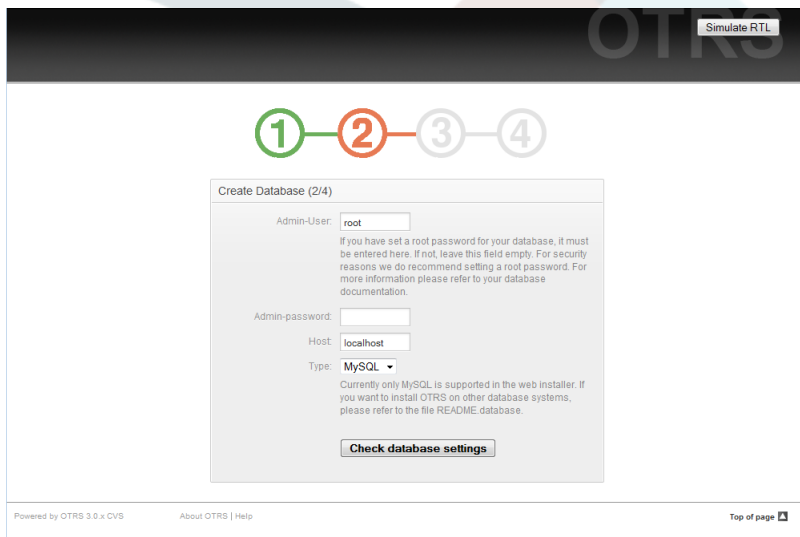 OTRS
Simulate RTL
1 2 3 4
Create Database (2/4)
Admin-User: root
If you have set a root password for your database, it must
be entered here. If not, leave this field empty. For security
reasons we do recommend setting a root password. For
more information please refer to your database
documentation.
Admin-password:
Host: localhost
Type: MySQL
Currently only MySQL is supported in the web installer. If
you want to install OTRS on other database systems,
please refer to the file README.database.
Check database settings
Powered by OTRS 3.0.x CVS About OTRS | Help Top of page